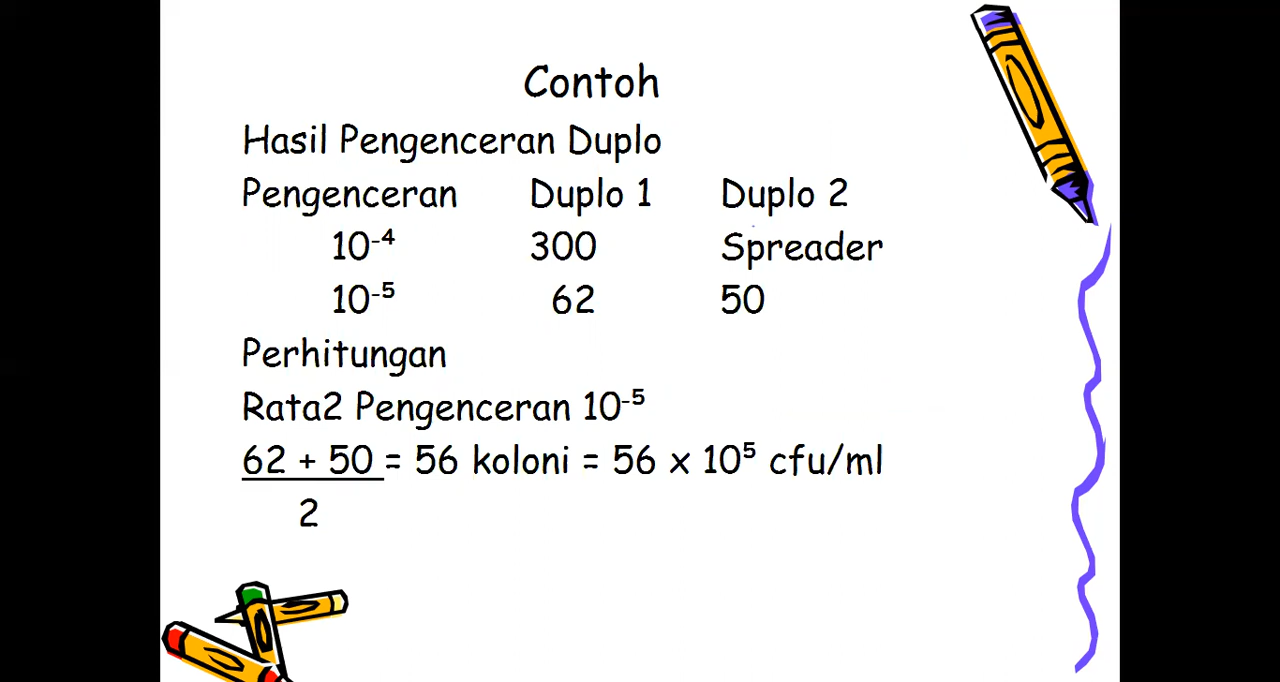 Contoh
Hasil Pengenceran Duplo
Pengenceran Duplo 1 Duplo 2
10⁻⁴ 300 Spreader
10⁻⁵ 62 50
Perhitungan
Rata2 Pengenceran 10⁻⁵
62 + 50 = 56 koloni = 56 x 10⁵ cfu/ml
2